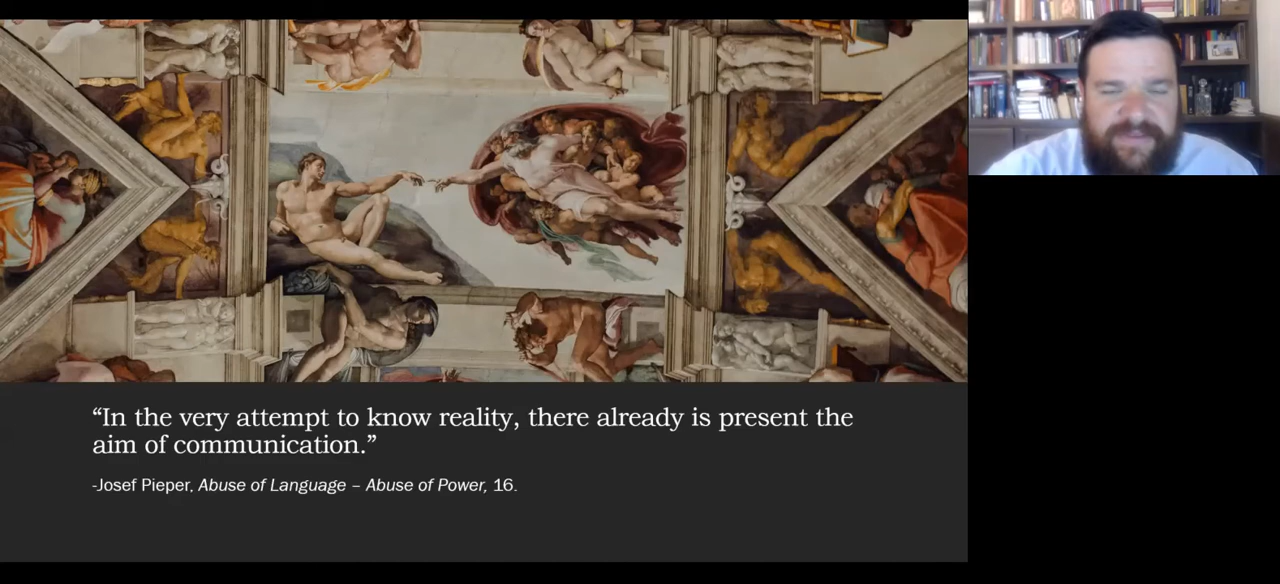 “In the very attempt to know reality, there already is present the
aim of communication.”
-Josef Pieper, Abuse of Language – Abuse of Power, 16.